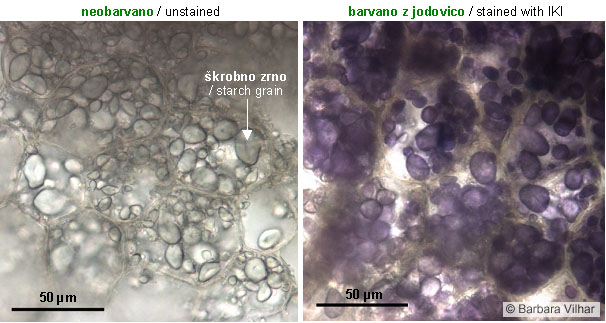 neobarvano / unstained
barvano z jodovico / stained with IKI
škrobno zrno
/ starch grain
50 µm
50 µm
© Barbara Vilhar